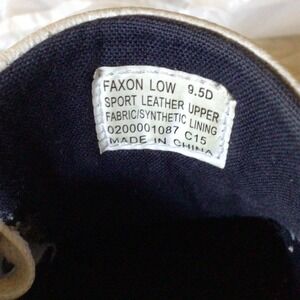 FAXON LOW 9.5D
SPORT LEATHER UPPER
FABRIC/SYNTHETIC LINING
0200001087 C15
MADE IN CHINA